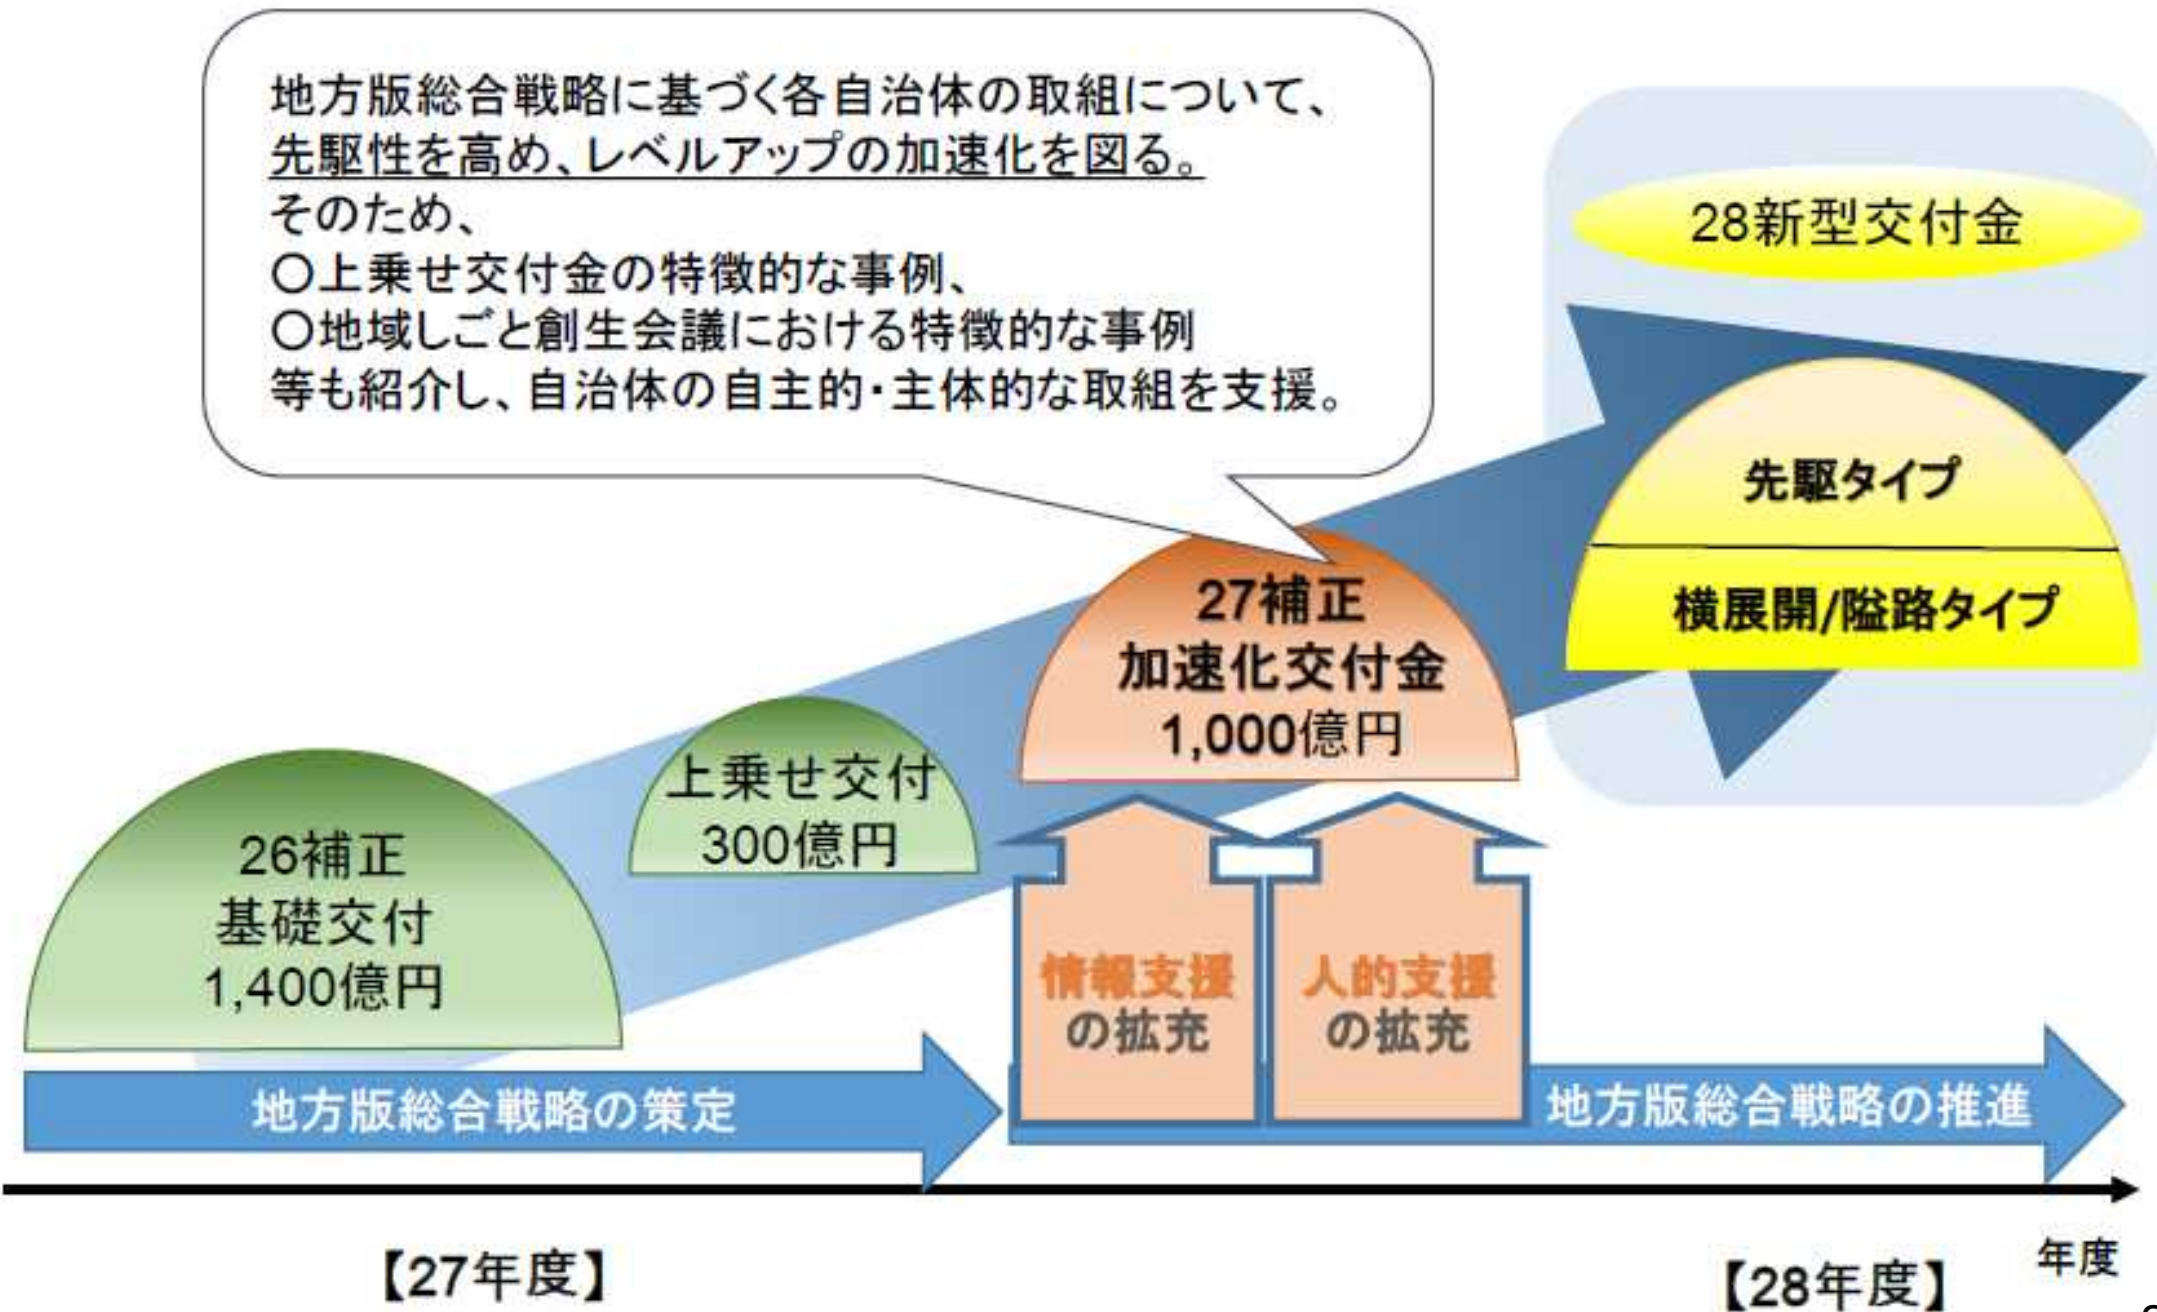 地方版総合戦略に基づく各自治体の取組について、
先駆性を高め、レベルアップの加速化を図る。
そのため、
〇上乗せ交付金の特徴的な事例、
〇地域しごと創生会議における特徴的な事例
等も紹介し、自治体の自主的・主体的な取組を支援。
28新型交付金
先駆タイプ
横展開/隘路タイプ
27補正
加速化交付金
1,000億円
上乗せ交付
300億円
26補正
基礎交付
1,400億円
情報支援
の拡充
人的支援
の拡充
地方版総合戦略の策定
地方版総合戦略の推進
【27年度】
【28年度】
年度